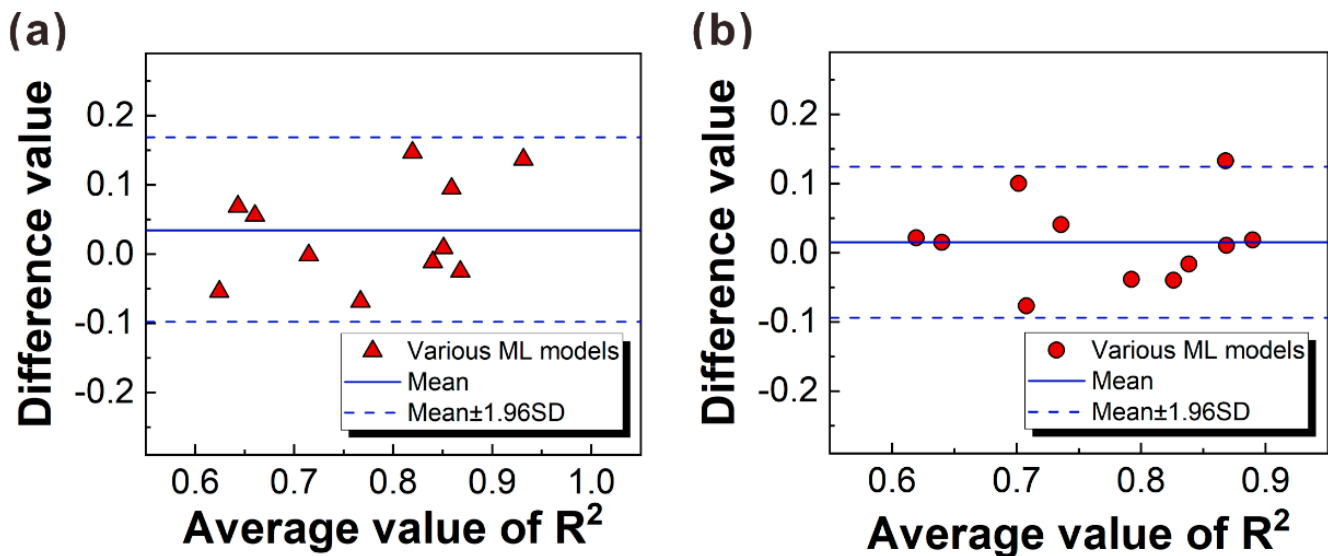 (a)
Difference value
0.2
0.1
0.0
-0.1
-0.2
Various ML models
Mean
Mean±1.96SD
0.6 0.7 0.8 0.9 1.0
Average value of R²
(b)
Difference value
0.2
0.1
0.0
-0.1
-0.2
Various ML models
Mean
Mean±1.96SD
0.6 0.7 0.8 0.9
Average value of R²